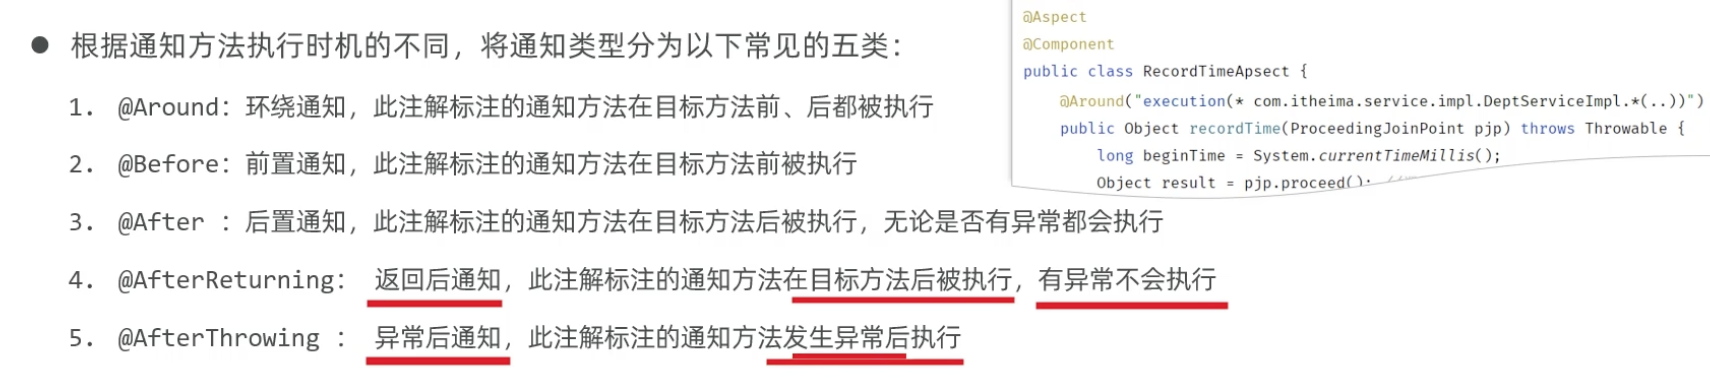 ● 根据通知方法执行时机的不同，将通知类型分为以下常见的五类：
1. @Around：环绕通知，此注解标注的通知方法在目标方法前、后都被执行
2. @Before：前置通知，此注解标注的通知方法在目标方法前被执行
3. @After ：后置通知，此注解标注的通知方法在目标方法后被执行，无论是否有异常都会执行
4. @AfterReturning： 返回后通知，此注解标注的通知方法在目标方法后被执行，有异常不会执行
5. @AfterThrowing ： 异常后通知，此注解标注的通知方法发生异常后执行
@Aspect
@Component
public class RecordTimeApsect {
@Around("execution(* com.itheima.service.impl.DeptServiceImpl.*(..))")
public Object recordTime(ProceedingJoinPoint pjp) throws Throwable {
long beginTime = System.currentTimeMillis();
Object result = pjp.proceed(); //